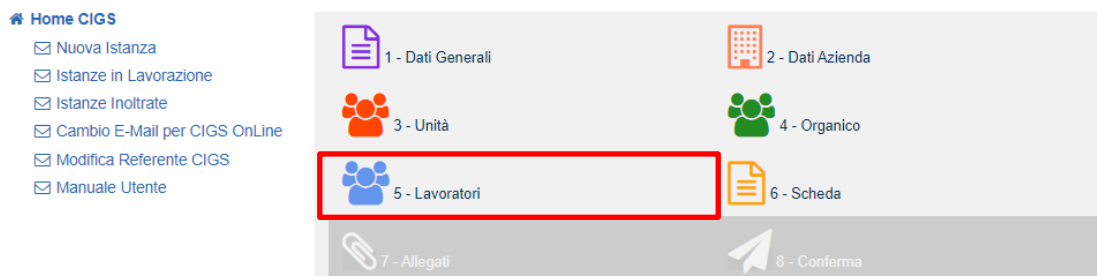 Home CIGS
Nuova Istanza
Istanze in Lavorazione
Istanze Inoltrate
Cambio E-Mail per CIGS OnLine
Modifica Referente CIGS
Manuale Utente
1 - Dati Generali
2 - Dati Azienda
3 - Unità
4 - Organico
5 - Lavoratori
6 - Scheda
7 - Allegati
8 - Conferma